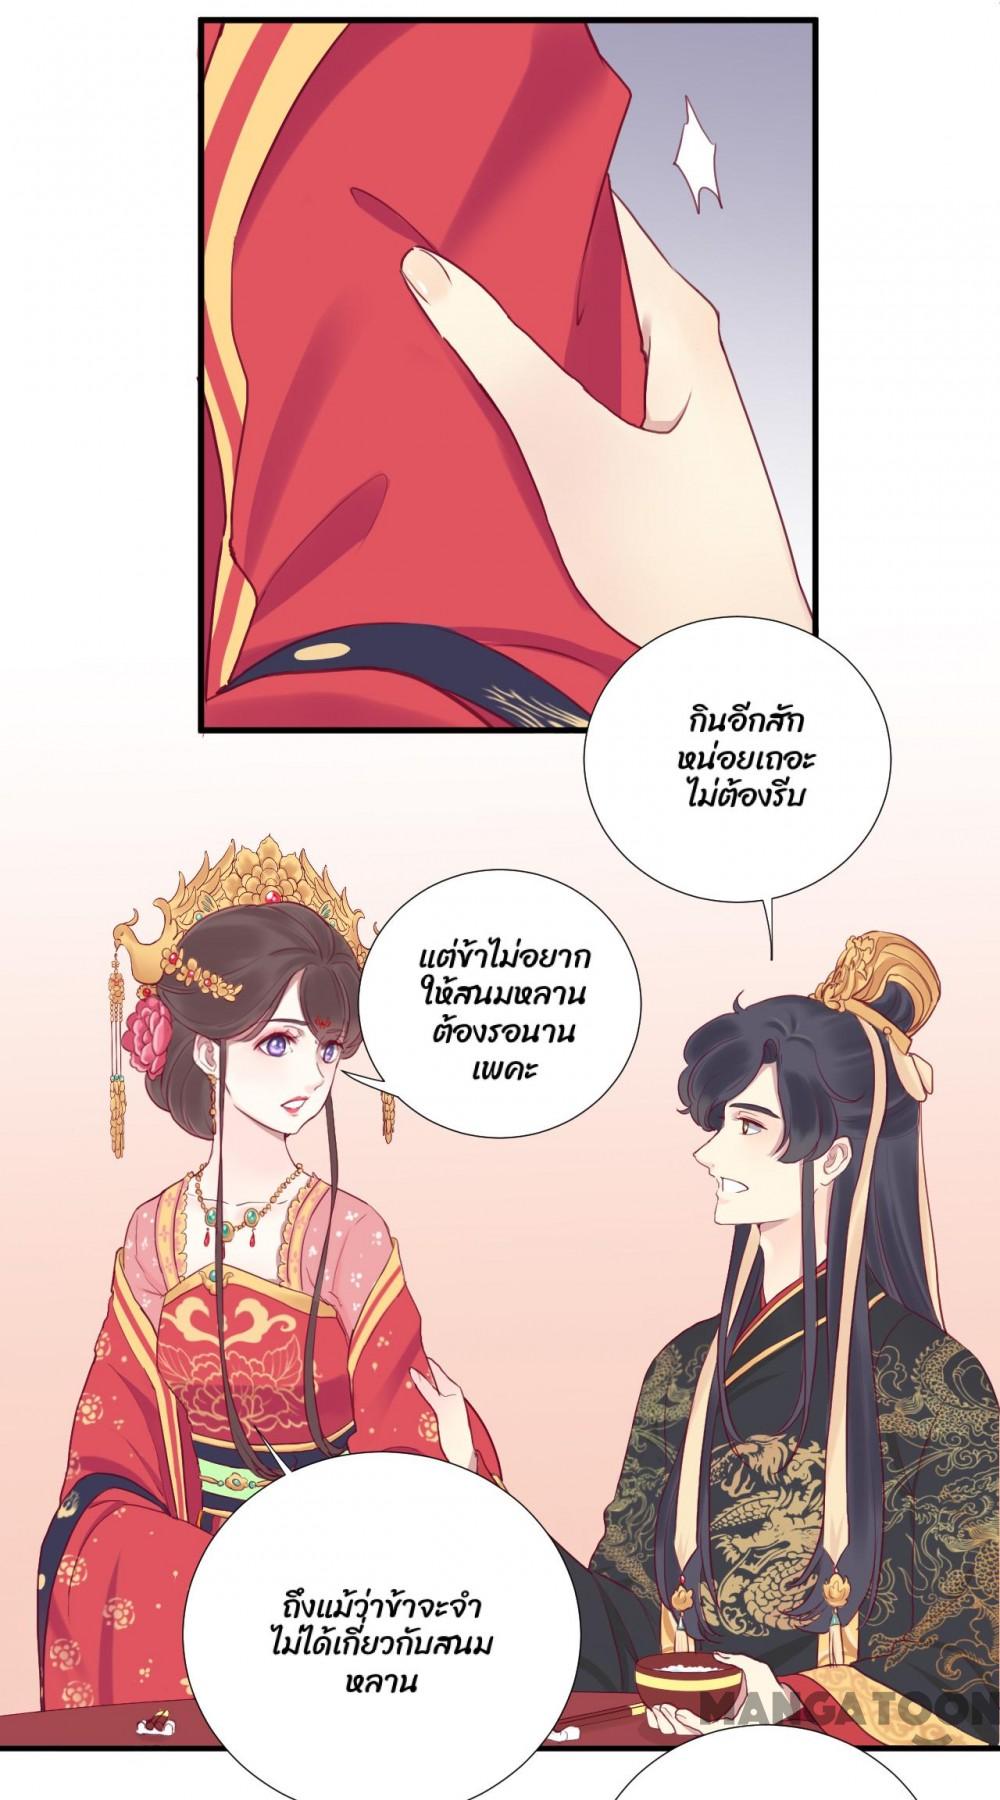 กินอีกสัก
หน่อยเถอะ
ไม่ต้องรีบ
แต่ข้าไม่อยาก
ให้สนมหลาน
ต้องรอนาน
เพคะ
ถึงแม้ว่าข้าจะจำ
ไม่ได้เกี่ยวกับสนม
หลาน
MANGATOON